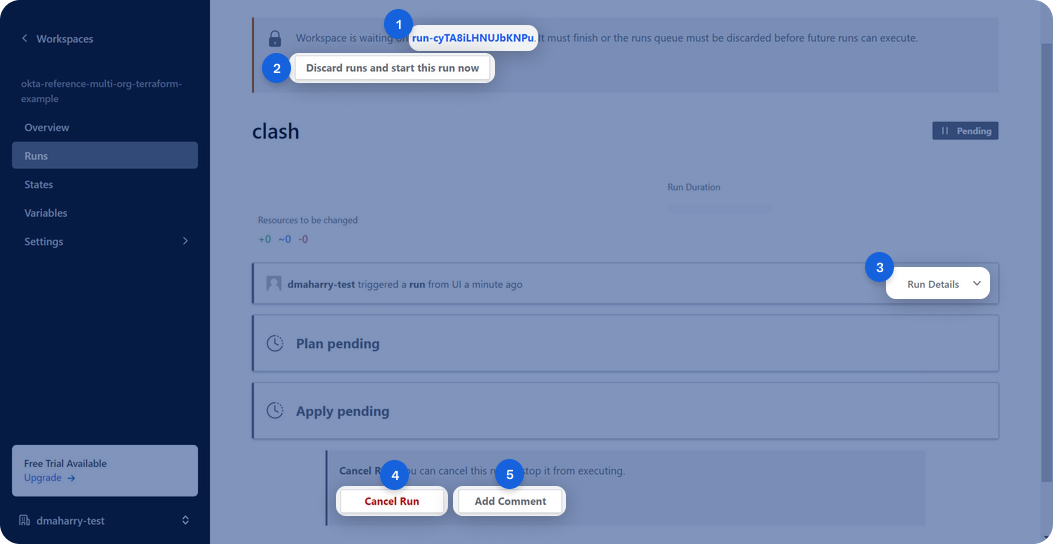 Workspaces
okta-reference-multi-org-terraform-
example
Overview
Runs
States
Variables
Settings
Free Trial Available
Upgrade →
dmaharry-test
1
Workspace is waiting run-cyTA8iLHNUJbKNPu. It must finish or the runs queue must be discarded before future runs can execute.
2
Discard runs and start this run now
clash
Pending
Run Duration
Resources to be changed
+0 ~0 -0
3
dmaharry-test triggered a run from UI a minute ago
Run Details
Plan pending
Apply pending
4
5
Cancel can cancel this stop it from executing.
Cancel Run
Add Comment